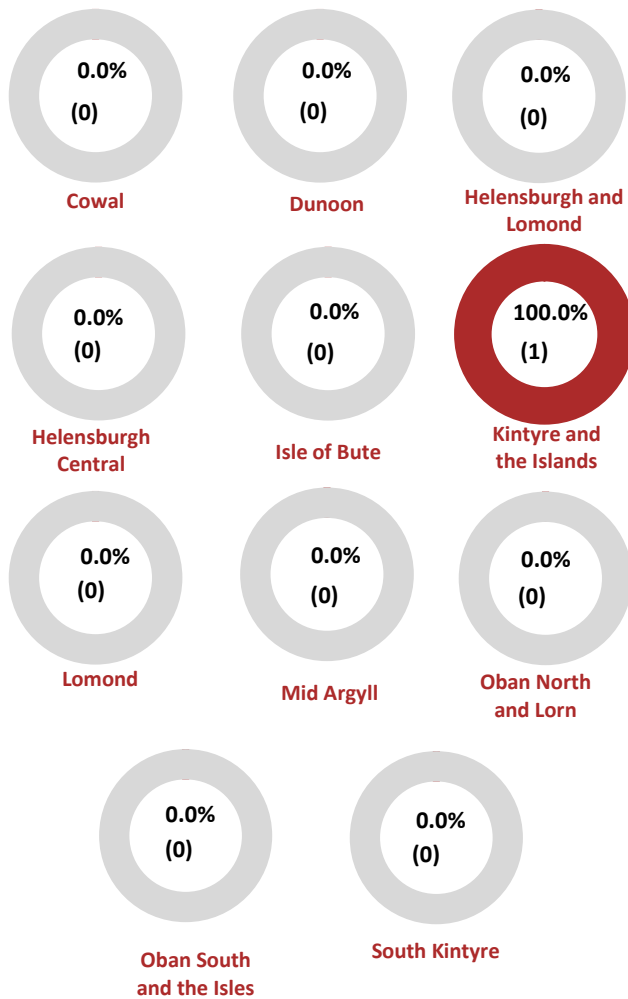 0.0%
(0)
Cowal
0.0%
(0)
Dunoon
0.0%
(0)
Helensburgh and
Lomond
0.0%
(0)
Helensburgh
Central
0.0%
(0)
Isle of Bute
100.0%
(1)
Kintyre and
the Islands
0.0%
(0)
Lomond
0.0%
(0)
Mid Argyll
0.0%
(0)
Oban North
and Lorn
0.0%
(0)
Oban South
and the Isles
0.0%
(0)
South Kintyre